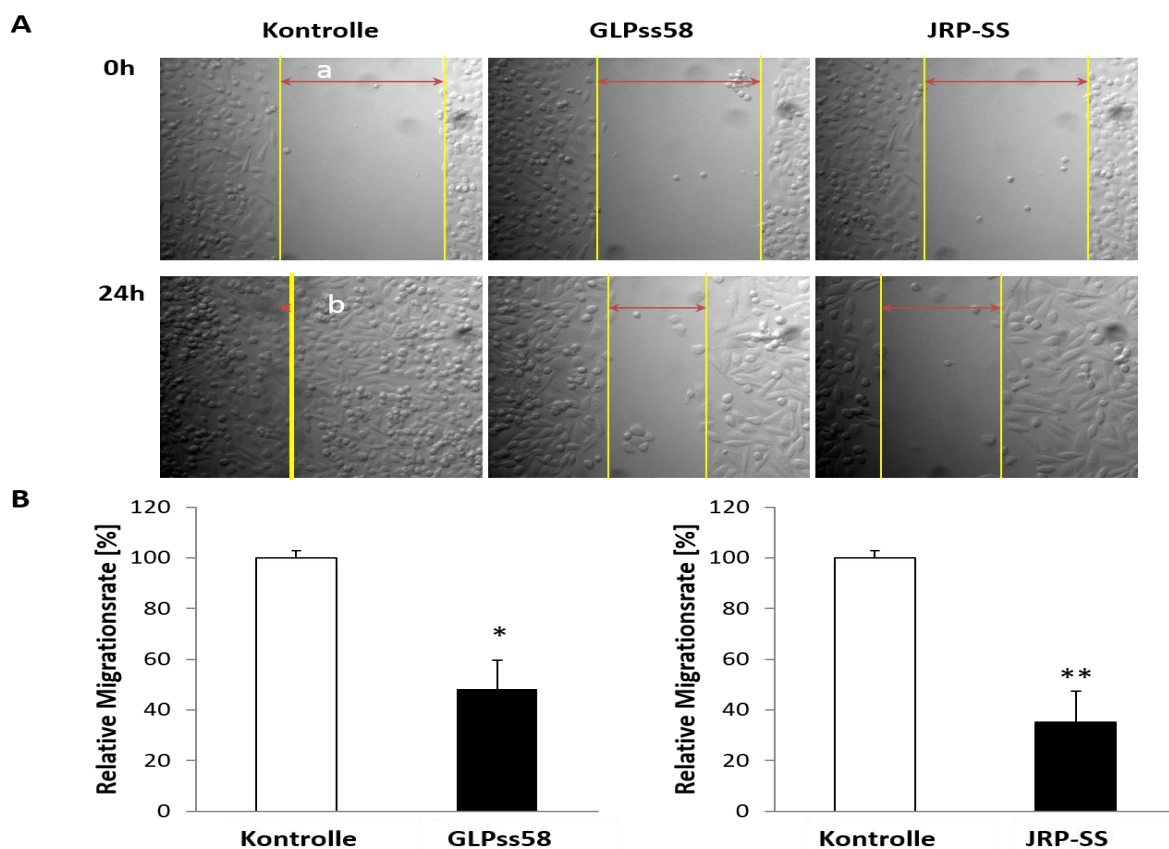 A
Kontrolle GLPss58 JRP-SS
0h
a
24h
b
B
Relative Migrationsrate [%]
120
100
80
60
40
20
0
*
Kontrolle GLPss58
Relative Migrationsrate [%]
120
100
80
60
40
20
0
**
Kontrolle JRP-SS